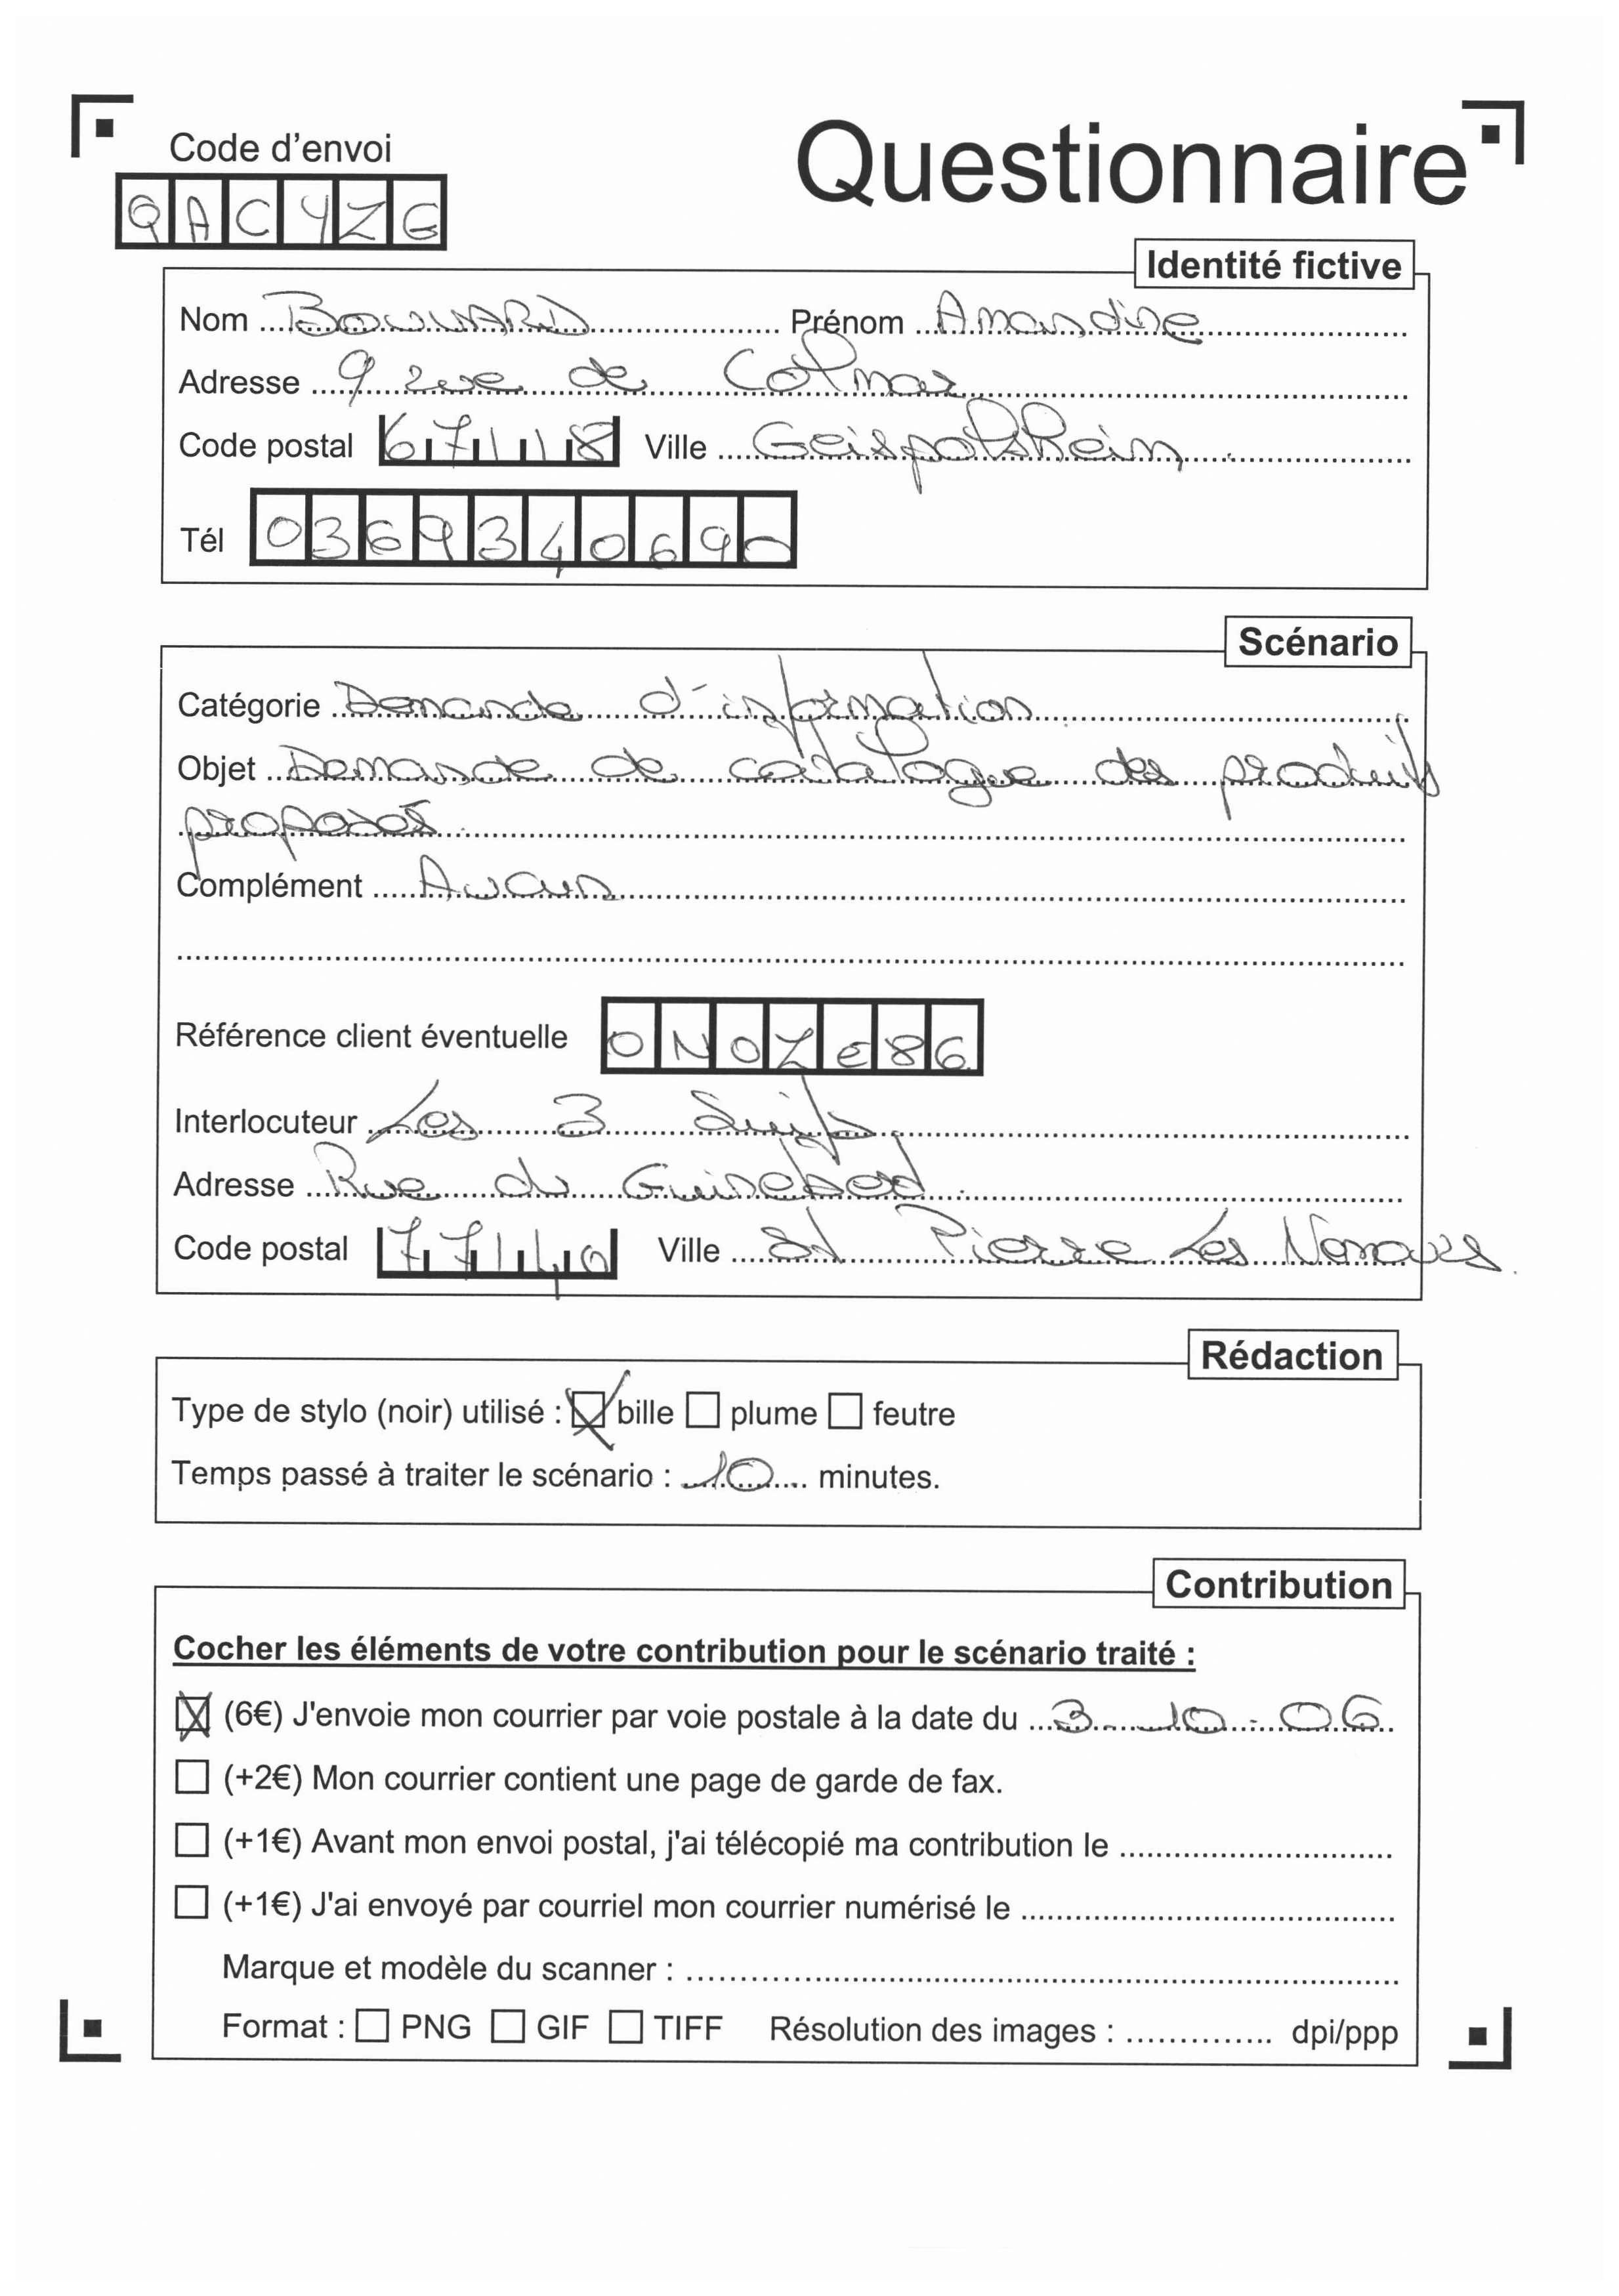 Code d'envoi
Questionnaire
QACYZG
Identité fictive
Nom Prénom Amandine
Adresse 9 rue de Colmar
Code postal 67118 Ville Geispolsheim
Tél 0369340690
Scénario
Catégorie Demande d'information
Objet Demande de catalogue des produits
proposés.
Complément Aucun
Référence client éventuelle ONOZE86
Interlocuteur Les 3 Suisses
Adresse Rue du
Code postal 77140 Ville St Pierre Les Nemours.
Rédaction
Type de stylo (noir) utilisé : bille plume feutre
Temps passé à traiter le scénario : 10 minutes.
Contribution
Cocher les éléments de votre contribution pour le scénario traité :
(6€) J'envoie mon courrier par voie postale à la date du 3-10-06
(+2€) Mon courrier contient une page de garde de fax.
(+1€) Avant mon envoi postal, j'ai télécopié ma contribution le
(+1€) J'ai envoyé par courriel mon courrier numérisé le
Marque et modèle du scanner :
Format : PNG GIF TIFF Résolution des images : dpi/ppp